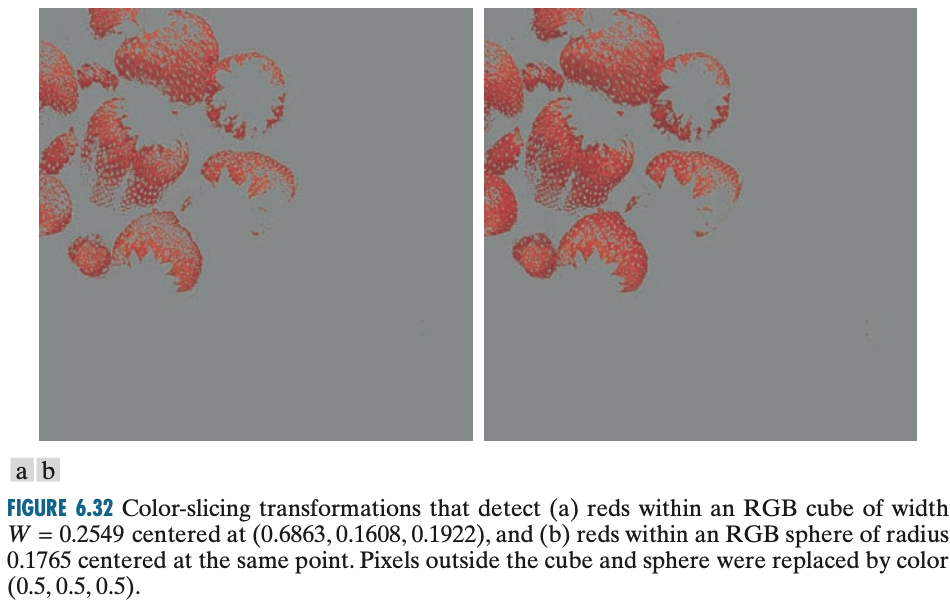 a b
FIGURE 6.32 Color-slicing transformations that detect (a) reds within an RGB cube of width
W = 0.2549 centered at (0.6863, 0.1608, 0.1922), and (b) reds within an RGB sphere of radius
0.1765 centered at the same point. Pixels outside the cube and sphere were replaced by color
(0.5, 0.5, 0.5).